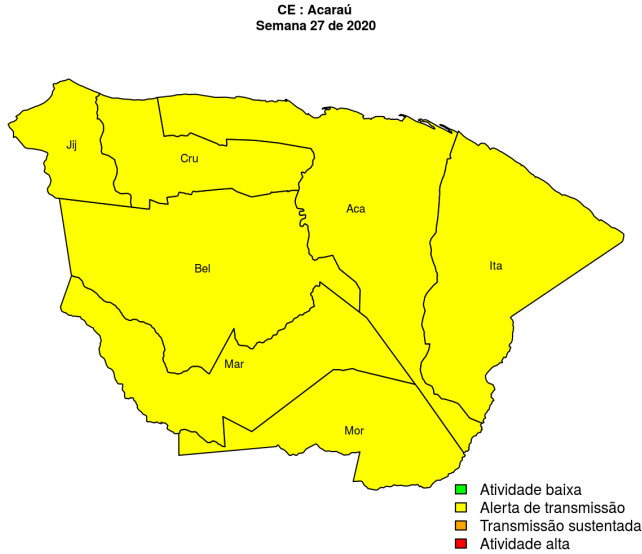 CE : Acaraú
Semana 27 de 2020
Jij
Cru
Aca
Bel
Ita
Mar
Mor
Atividade baixa
Alerta de transmissão
Transmissão sustentada
Atividade alta